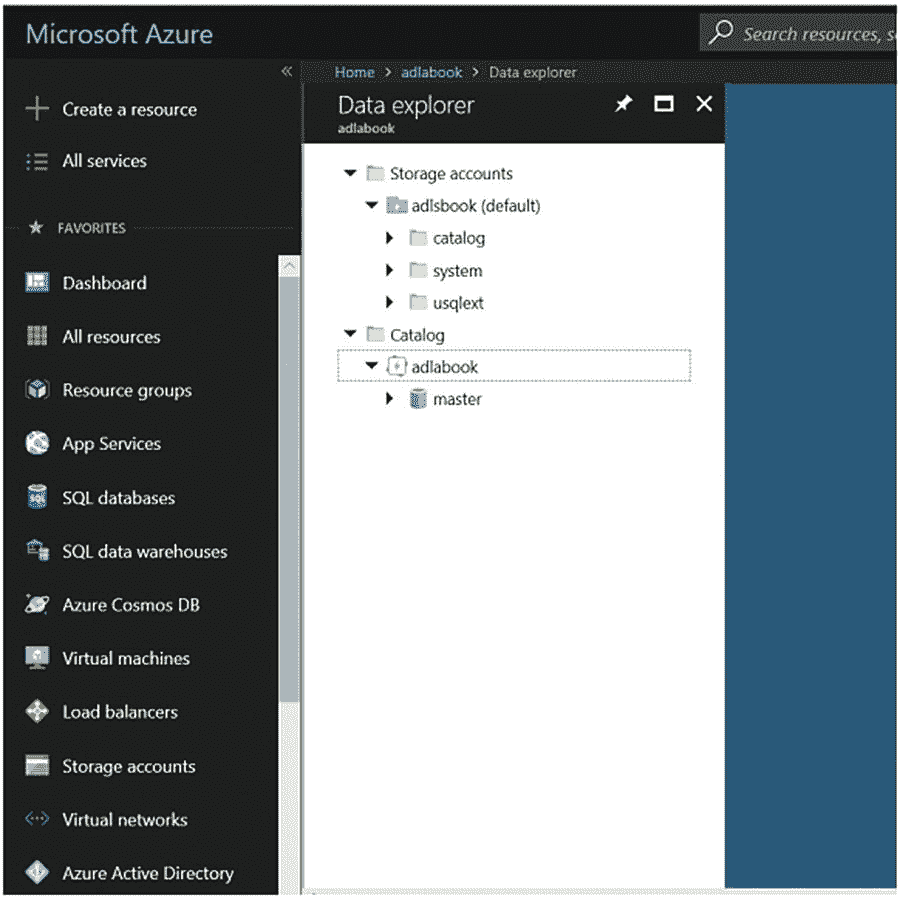 Microsoft Azure
Search resources, s
Home > adlabook > Data explorer
Create a resource
All services
FAVORITES
Dashboard
All resources
Resource groups
App Services
SQL databases
SQL data warehouses
Azure Cosmos DB
Virtual machines
Load balancers
Storage accounts
Virtual networks
Azure Active Directory
Data explorer
adlabook
Storage accounts
adlsbook (default)
catalog
system
usqlext
Catalog
adlabook
master